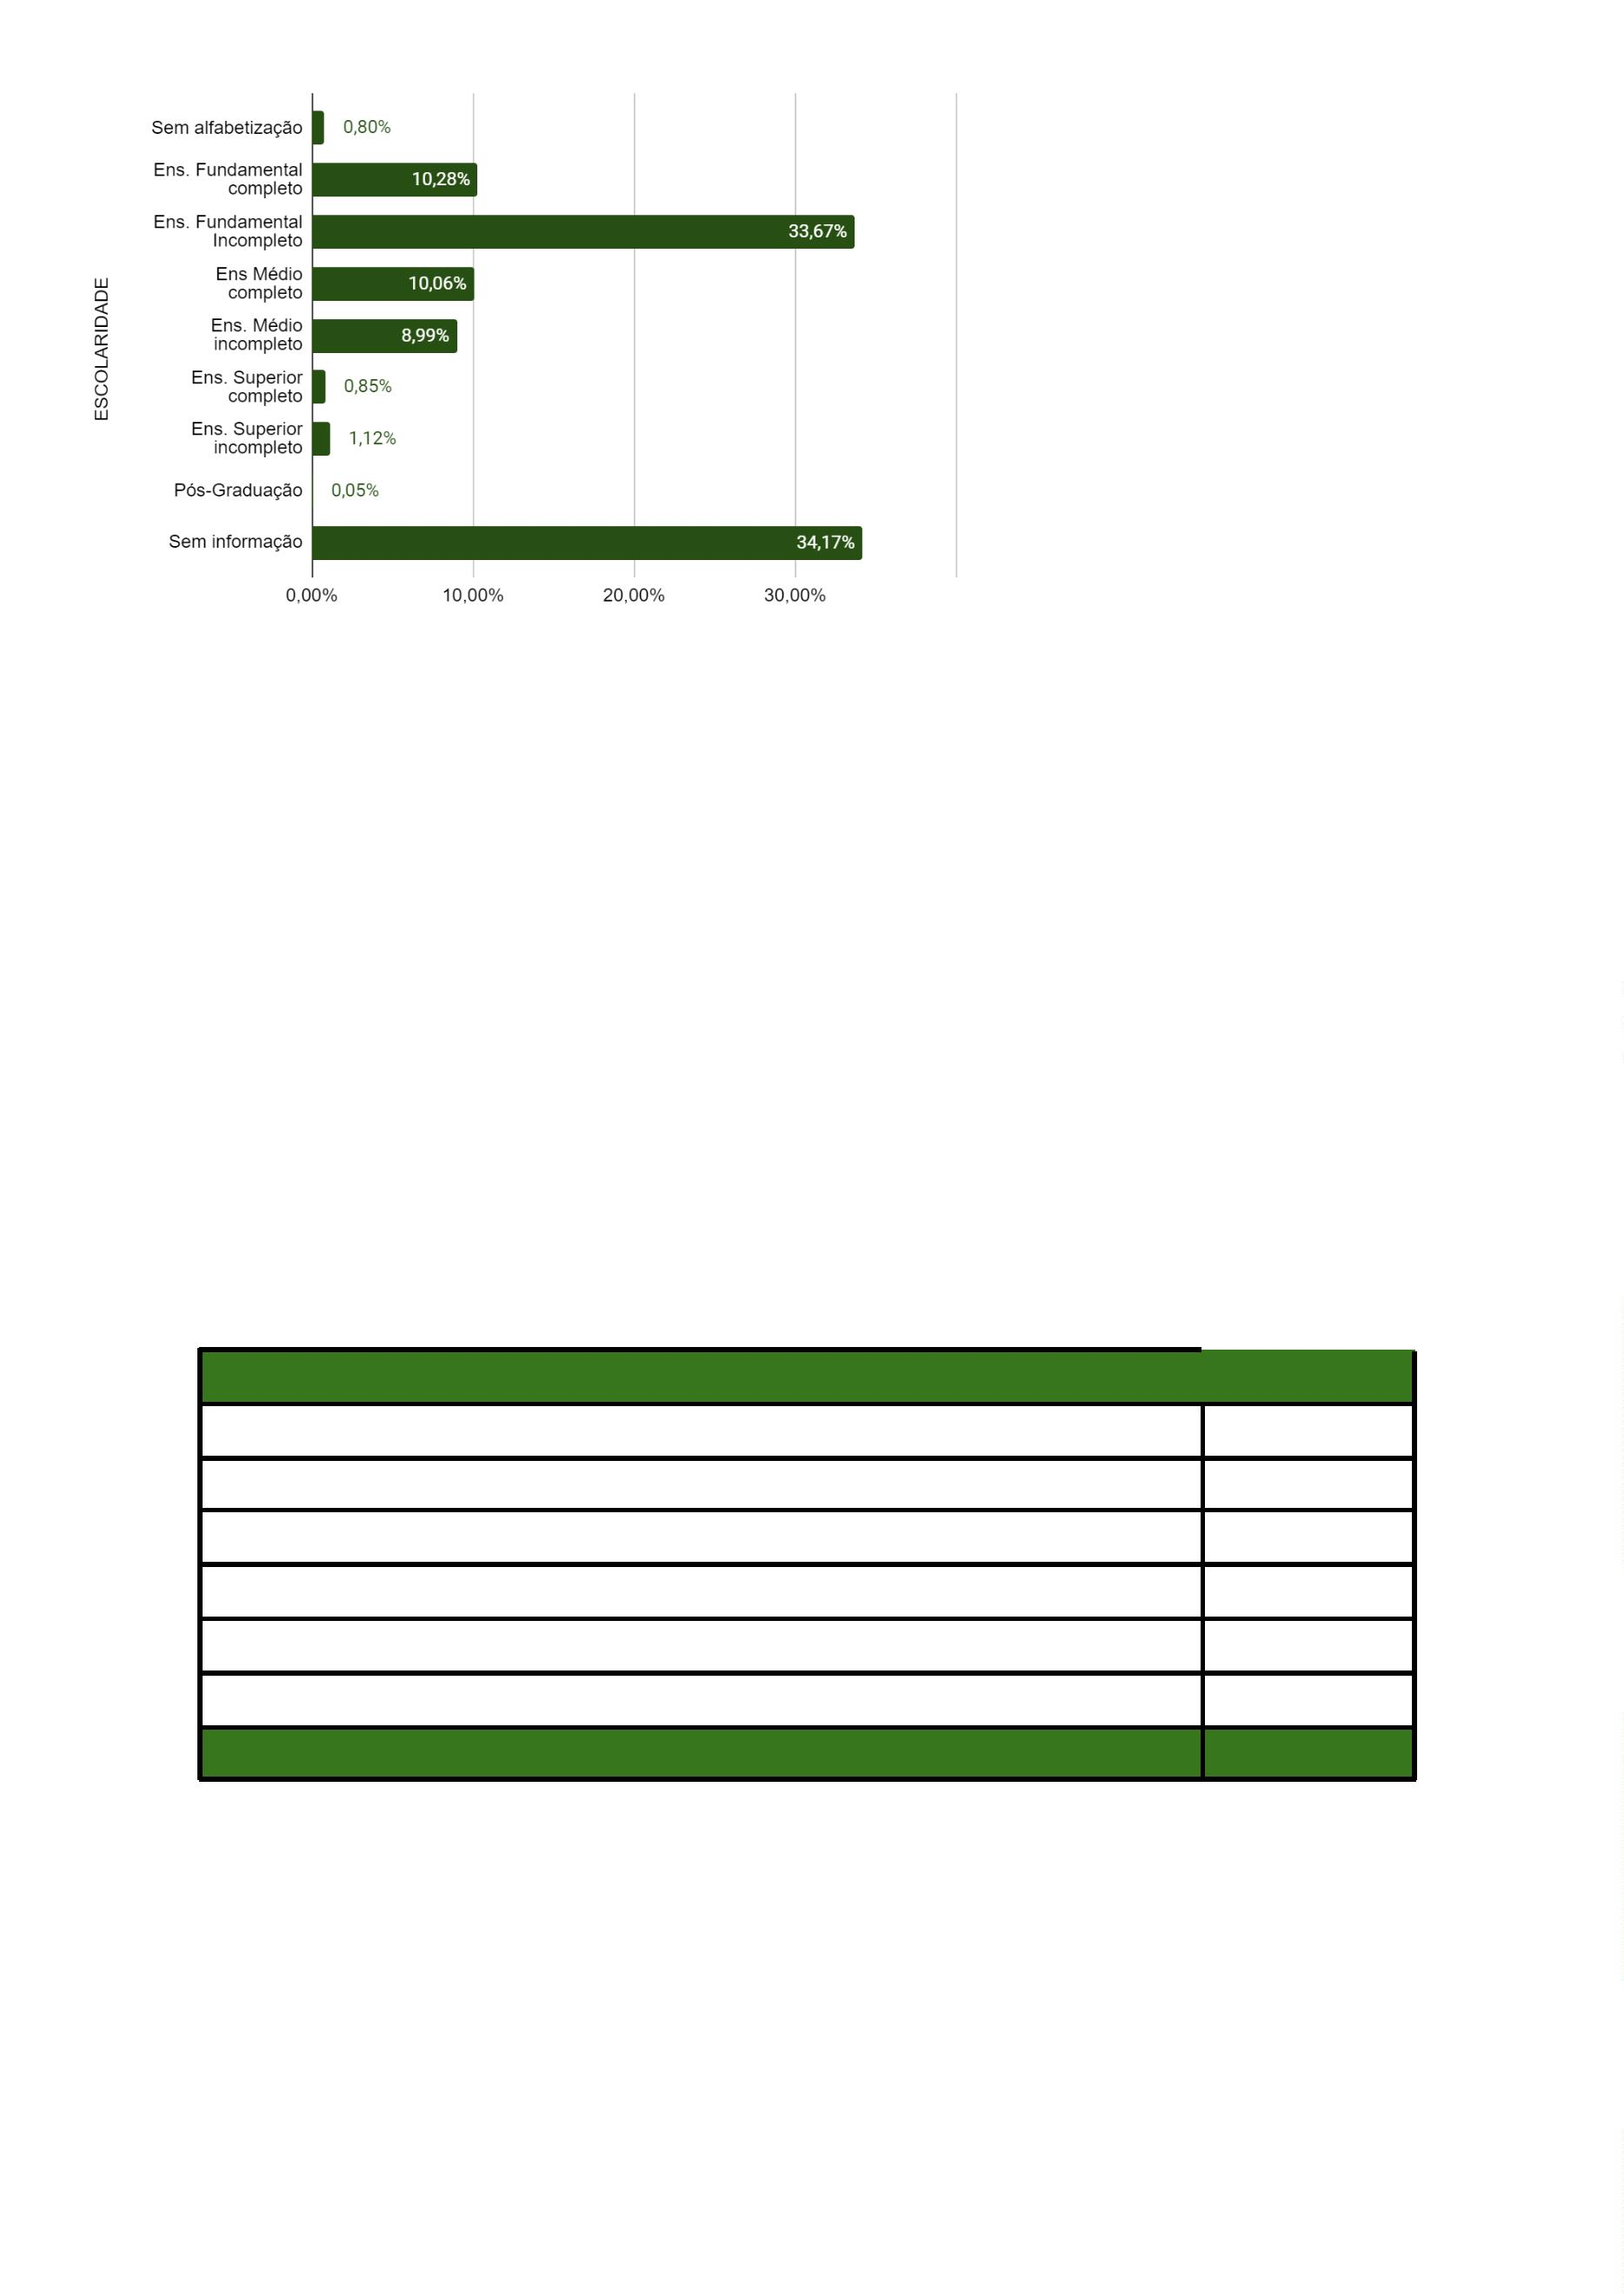 ESCOLARIDADE
Sem alfabetização 0,80%
Ens. Fundamental
completo 10,28%
Ens. Fundamental
Incompleto 33,67%
Ens Médio
completo 10,06%
Ens. Médio
incompleto 8,99%
Ens. Superior
completo 0,85%
Ens. Superior
incompleto 1,12%
Pós-Graduação 0,05%
Sem informação 34,17%
0,00% 10,00% 20,00% 30,00%